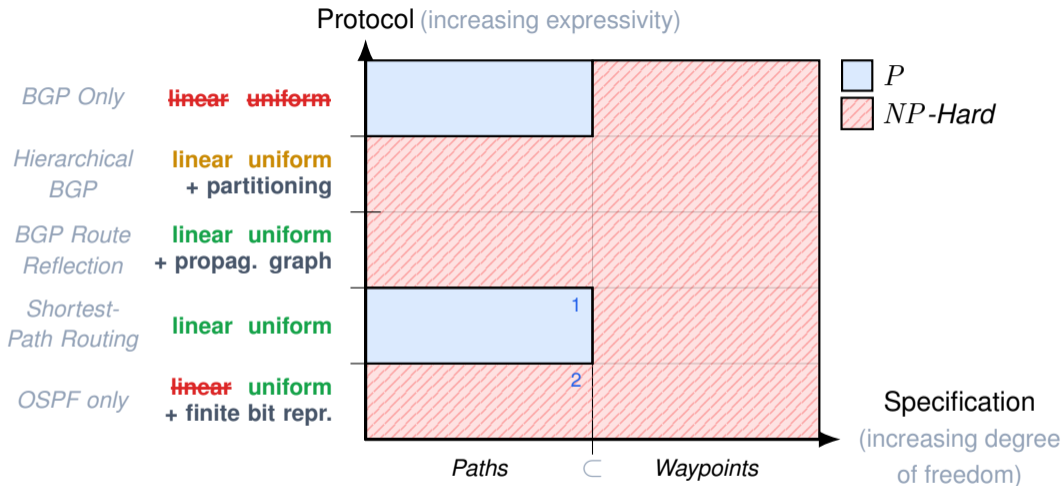 Protocol (increasing expressivity)
BGP Only
linear uniform
Hierarchical
BGP
linear uniform
+ partitioning
BGP Route
Reflection
linear uniform
+ propag. graph
Shortest-
Path Routing
linear uniform
OSPF only
linear uniform
+ finite bit repr.
1
2
P
NP-Hard
Specification
(increasing degree
of freedom)
Paths ⊂ Waypoints